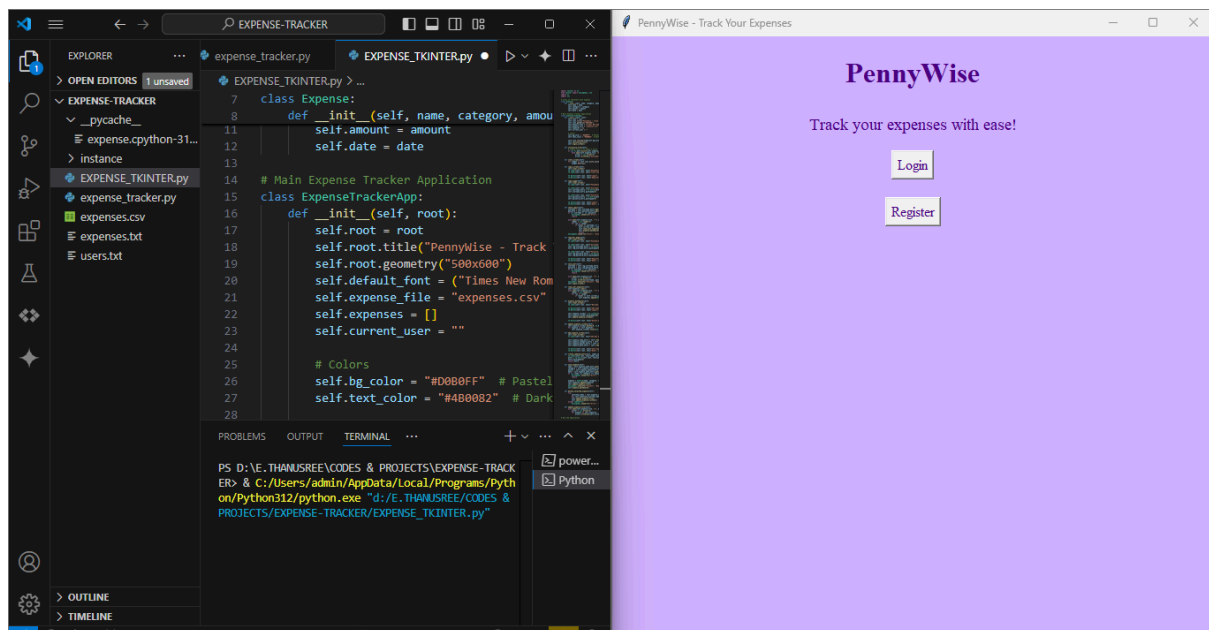 EXPENSE-TRACKER
EXPLORER
OPEN EDITORS 1 unsaved
EXPENSE-TRACKER
__pycache__
expense.cpython-31...
instance
EXPENSE_TKINTER.py
expense_tracker.py
expenses.csv
expenses.txt
users.txt
OUTLINE
TIMELINE
1
expense_tracker.py
EXPENSE_TKINTER.py
EXPENSE_TKINTER.py > ...
7 class Expense:
8 def __init__(self, name, category, amou
11 self.amount = amount
12 self.date = date
13
14 # Main Expense Tracker Application
15 class ExpenseTrackerApp:
16 def __init__(self, root):
17 self.root = root
18 self.root.title("PennyWise - Track
19 self.root.geometry("500x600")
20 self.default_font = ("Times New Rom
21 self.expense_file = "expenses.csv"
22 self.expenses = []
23 self.current_user = ""
24
25 # Colors
26 self.bg_color = "#D0B0FF" # Pastel
27 self.text_color = "#4B0082" # Dark
28
PROBLEMS OUTPUT TERMINAL ...
PS D:\E.THANUSREE\CODES & PROJECTS\EXPENSE-TRACK
ER> & C:/Users/admin/AppData/Local/Programs/Pyth
on/Python312/python.exe "d:/E.THANUSREE/CODES &
PROJECTS/EXPENSE-TRACKER/EXPENSE_TKINTER.py"
power...
Python
PennyWise - Track Your Expenses
PennyWise
Track your expenses with ease!
Login
Register